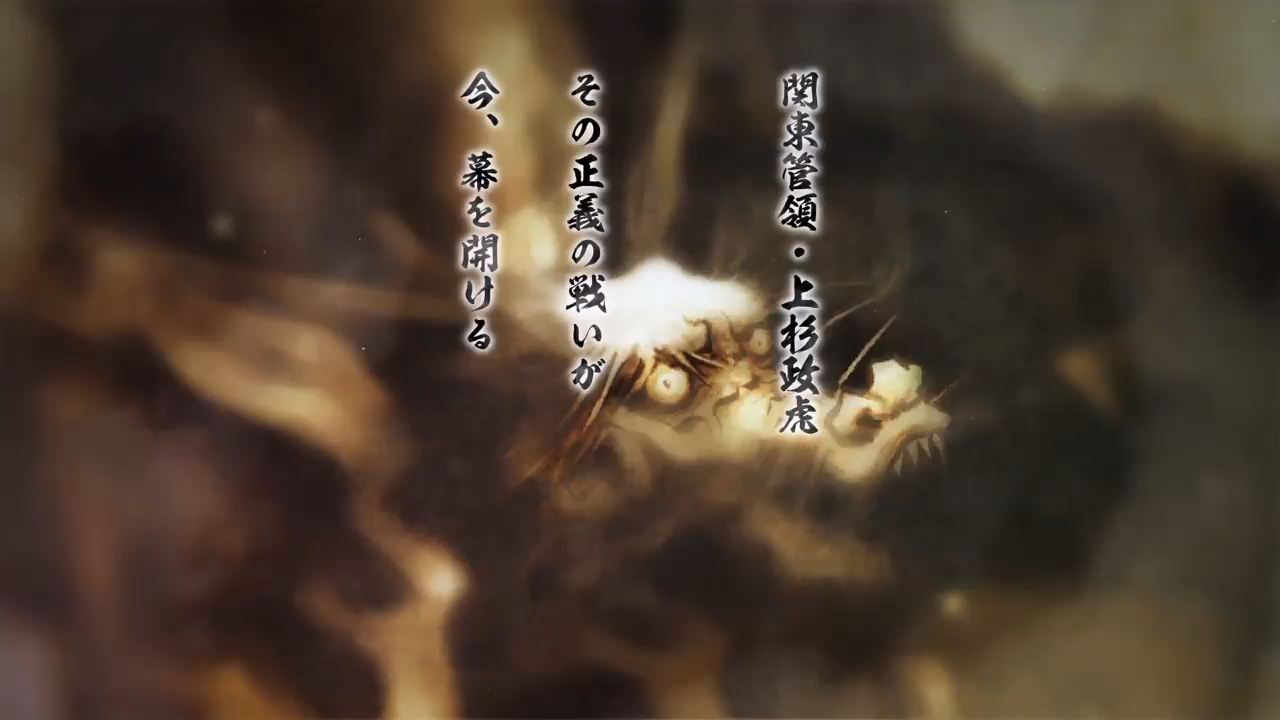 関東管領・上杉政虎
その正義の戦いが
今、幕を開ける